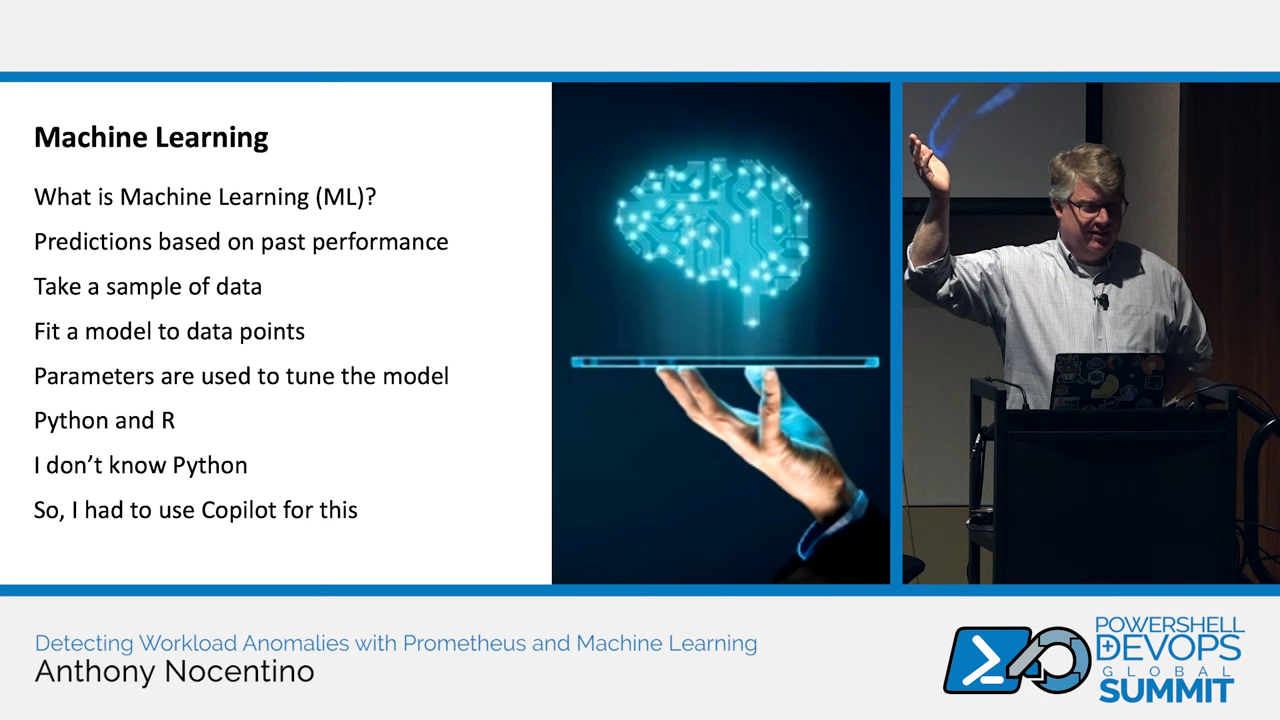 Machine Learning
What is Machine Learning (ML)?
Predictions based on past performance
Take a sample of data
Fit a model to data points
Parameters are used to tune the model
Python and R
I don’t know Python
So, I had to use Copilot for this
Detecting Workload Anomalies with Prometheus and Machine Learning
Anthony Nocentino
POWERSHELL
DEVOPS
GLOBAL
SUMMIT